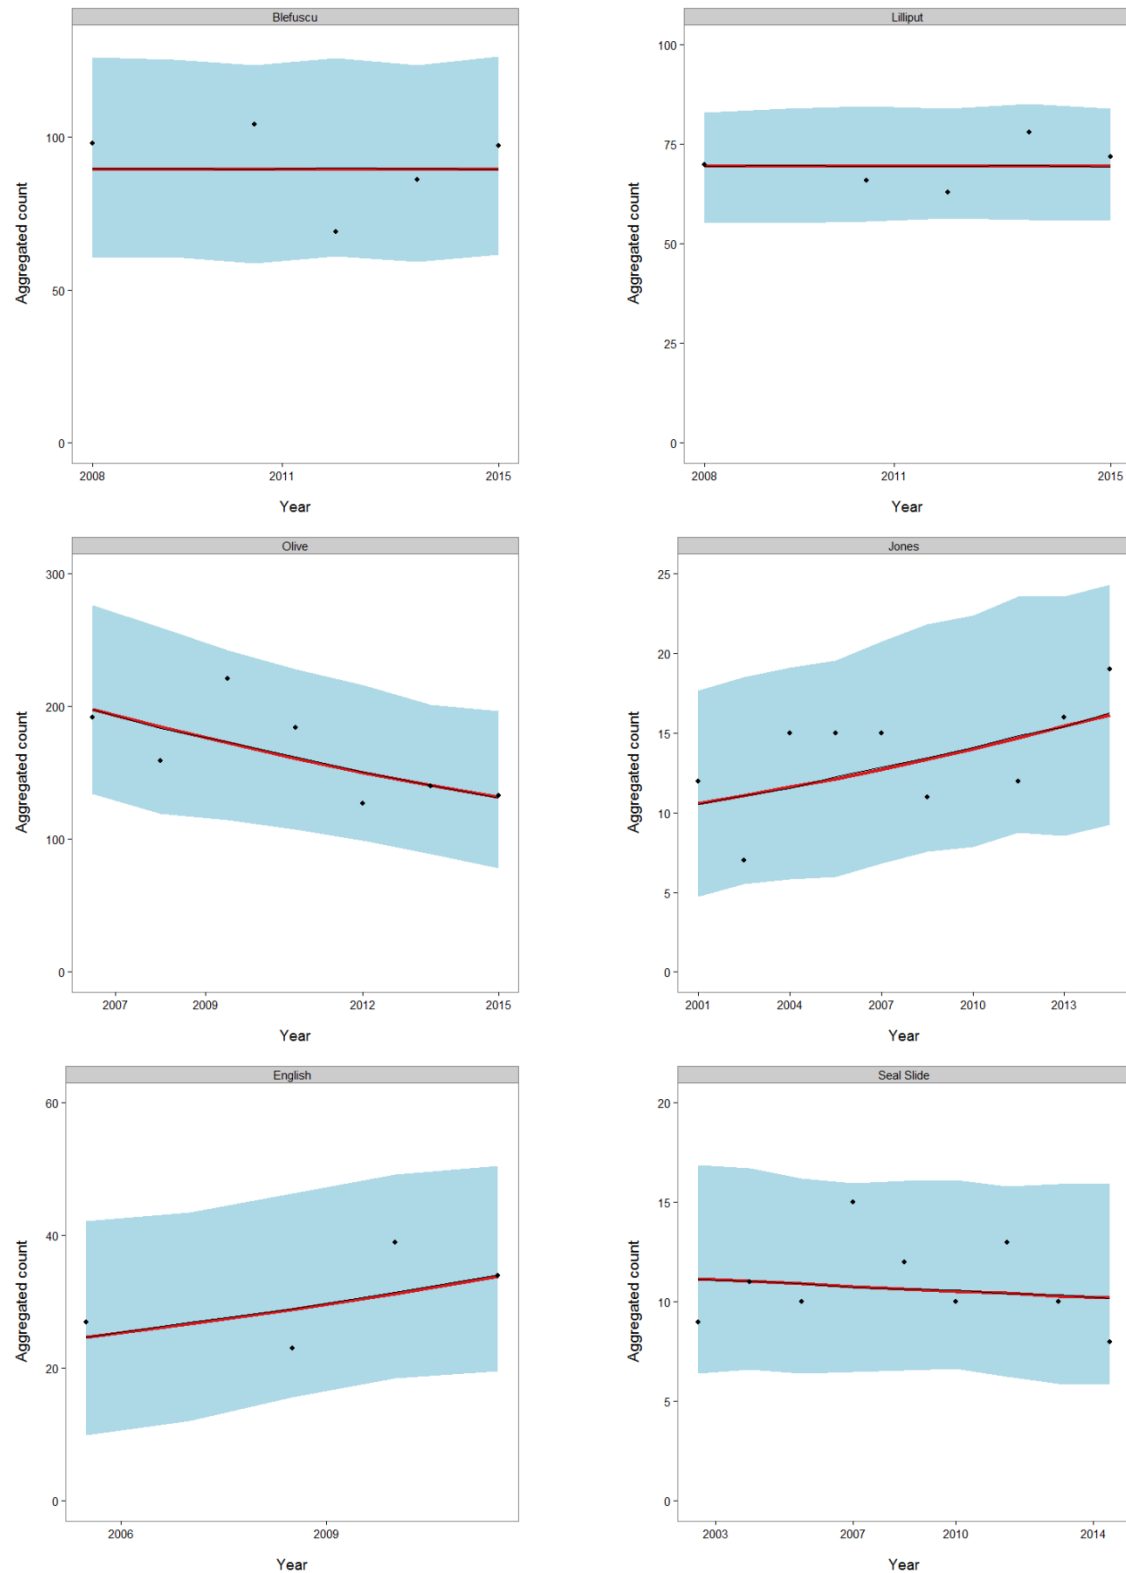 Blefuscu
Aggregated count
100
50
0
2008 2011 2015
Year
Lilliput
Aggregated count
100
75
50
25
0
2008 2011 2015
Year
Olive
Aggregated count
300
200
100
0
2007 2009 2012 2015
Year
Jones
Aggregated count
25
20
15
10
5
0
2001 2004 2007 2010 2013
Year
English
Aggregated count
60
40
20
0
2006 2009
Year
Seal Slide
Aggregated count
20
15
10
5
0
2003 2007 2010 2014
Year